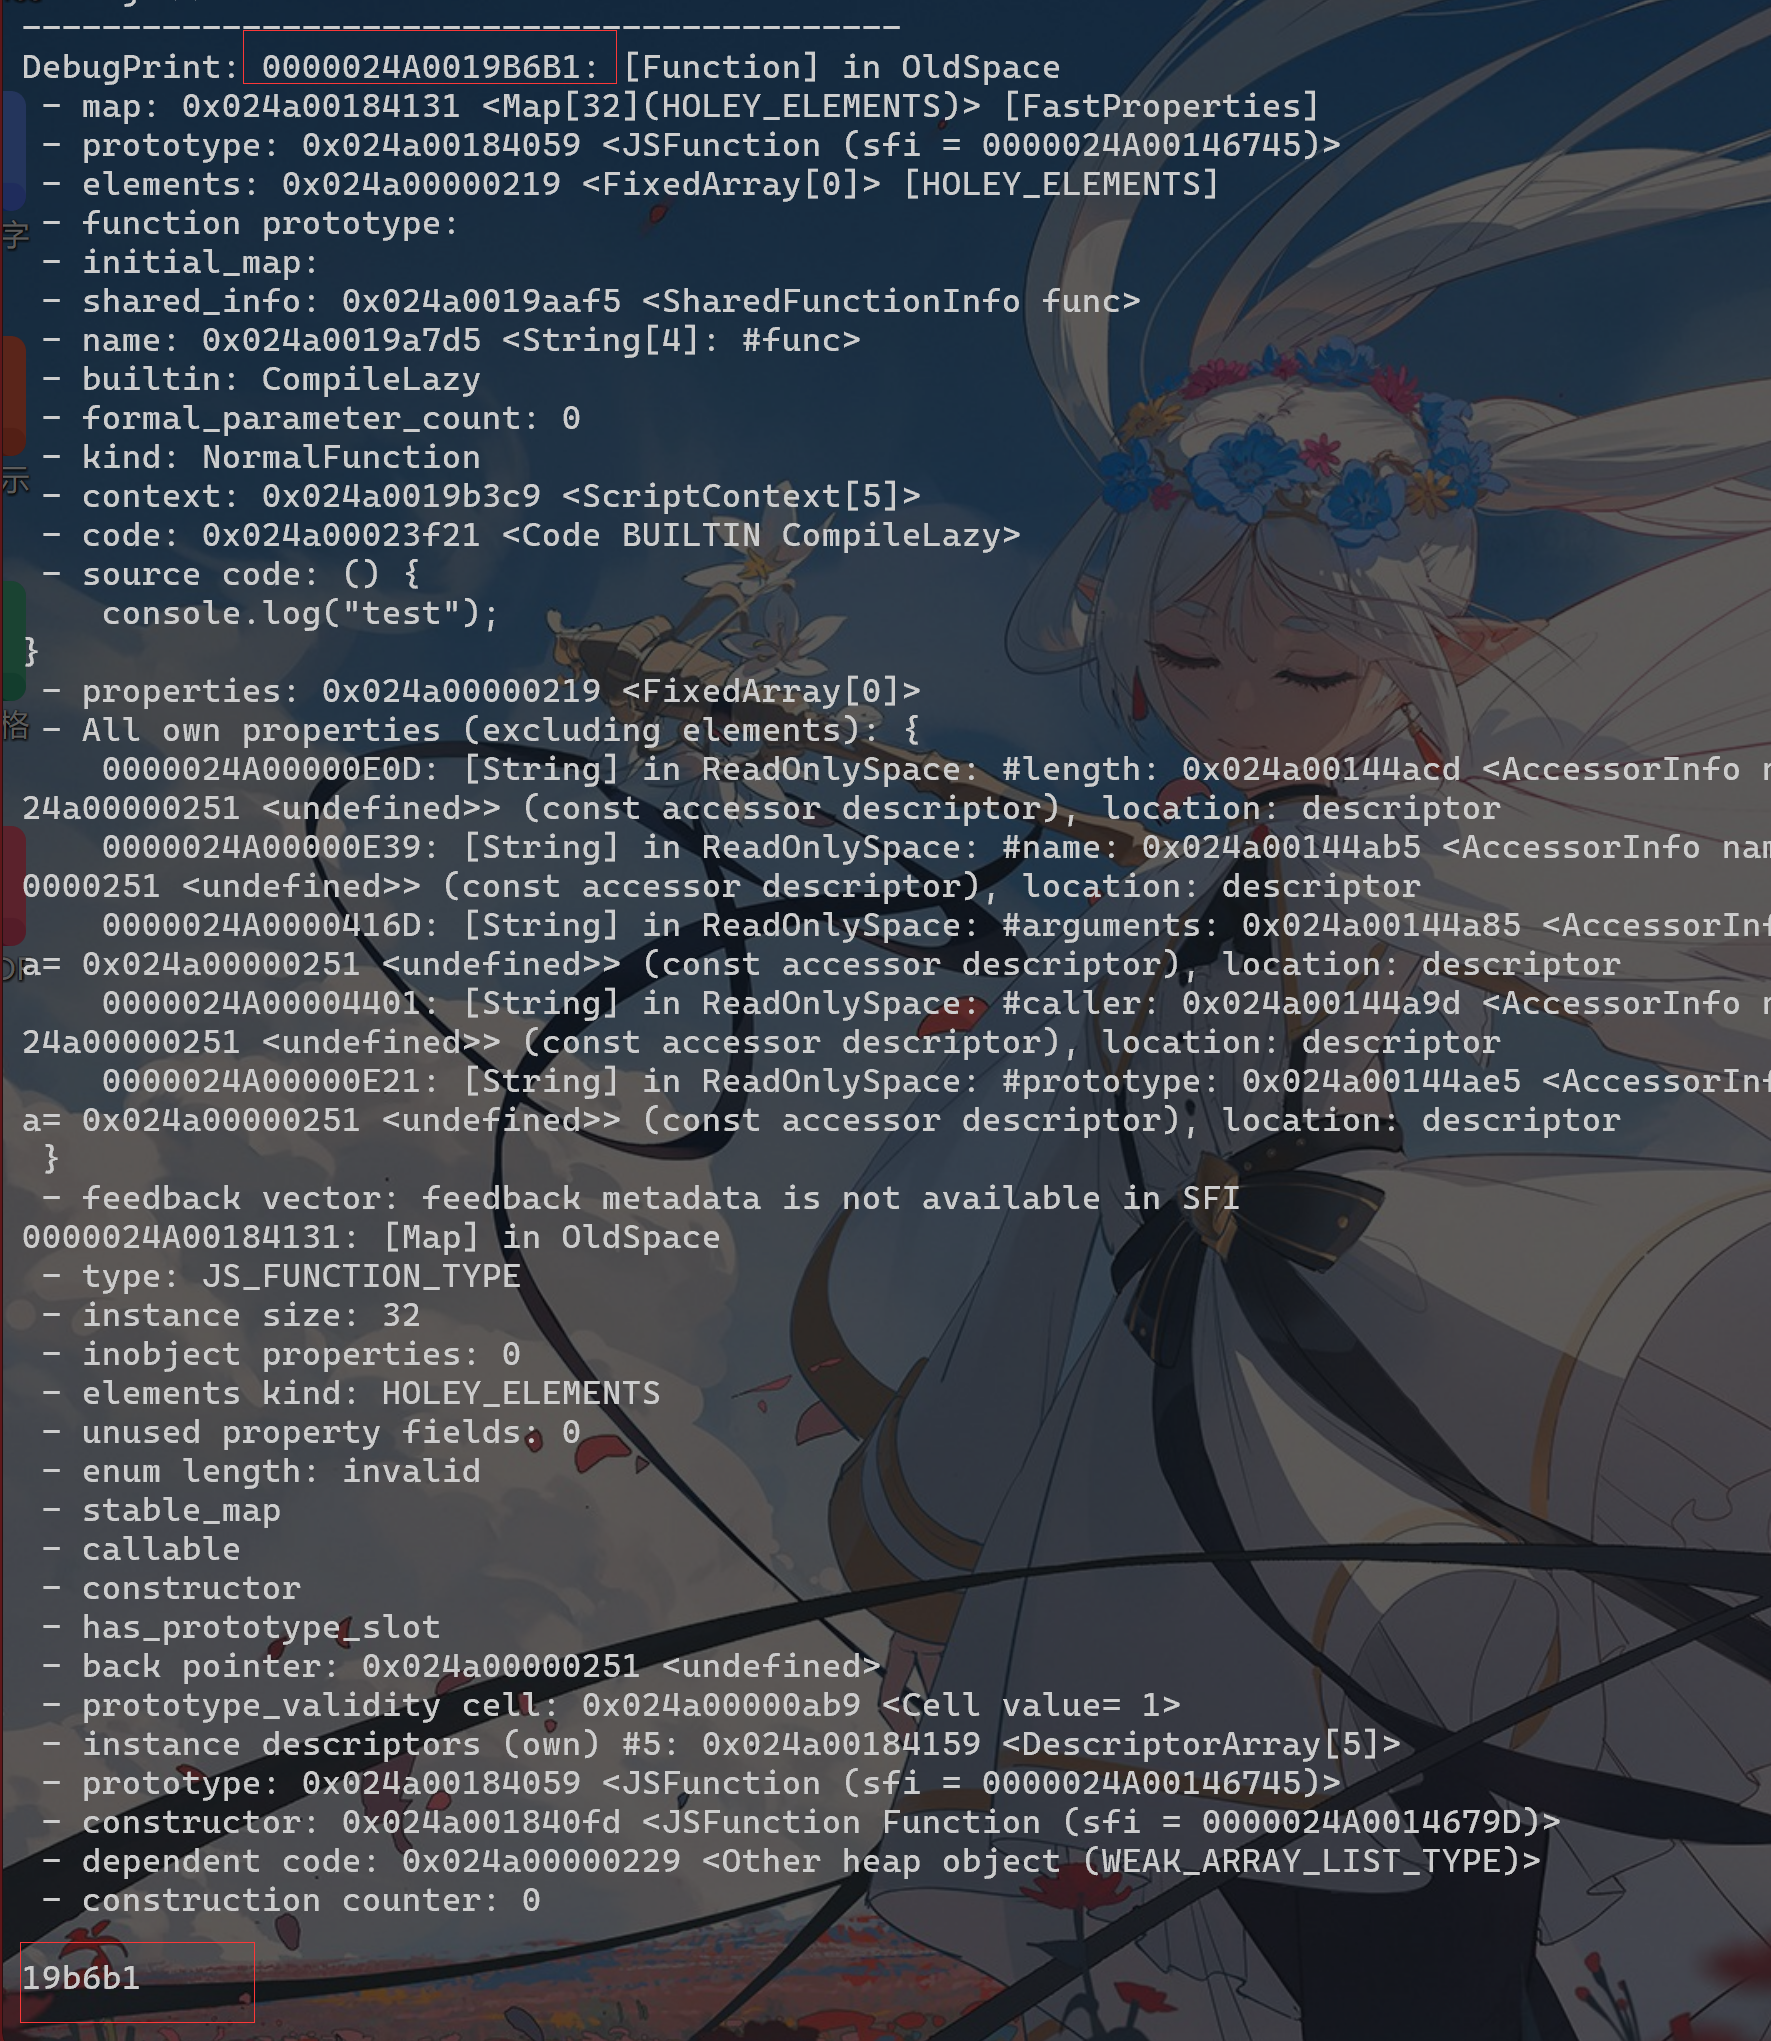 --------------------------------------------
DebugPrint: 0000024A0019B6B1: [Function] in OldSpace
 - map: 0x024a00184131 <Map[32](HOLEY_ELEMENTS)> [FastProperties]
 - prototype: 0x024a00184059 <JSFunction (sfi = 0000024A00146745)>
 - elements: 0x024a00000219 <FixedArray[0]> [HOLEY_ELEMENTS]
 - function prototype:
 - initial_map:
 - shared_info: 0x024a0019aaf5 <SharedFunctionInfo func>
 - name: 0x024a0019a7d5 <String[4]: #func>
 - builtin: CompileLazy
 - formal_parameter_count: 0
 - kind: NormalFunction
 - context: 0x024a0019b3c9 <ScriptContext[5]>
 - code: 0x024a00023f21 <Code BUILTIN CompileLazy>
 - source code: () {
    console.log("test");
}
 - properties: 0x024a00000219 <FixedArray[0]>
 - All own properties (excluding elements): {
    0000024A00000E0D: [String] in ReadOnlySpace: #length: 0x024a00144acd <AccessorInfo
24a00000251 <undefined>> (const accessor descriptor), location: descriptor
    0000024A00000E39: [String] in ReadOnlySpace: #name: 0x024a00144ab5 <AccessorInfo nam
0000251 <undefined>> (const accessor descriptor), location: descriptor
    0000024A0000416D: [String] in ReadOnlySpace: #arguments: 0x024a00144a85 <AccessorInf
a= 0x024a00000251 <undefined>> (const accessor descriptor), location: descriptor
    0000024A00004401: [String] in ReadOnlySpace: #caller: 0x024a00144a9d <AccessorInfo
24a00000251 <undefined>> (const accessor descriptor), location: descriptor
    0000024A00000E21: [String] in ReadOnlySpace: #prototype: 0x024a00144ae5 <AccessorInf
a= 0x024a00000251 <undefined>> (const accessor descriptor), location: descriptor
 }
 - feedback vector: feedback metadata is not available in SFI
0000024A00184131: [Map] in OldSpace
 - type: JS_FUNCTION_TYPE
 - instance size: 32
 - inobject properties: 0
 - elements kind: HOLEY_ELEMENTS
 - unused property fields: 0
 - enum length: invalid
 - stable_map
 - callable
 - constructor
 - has_prototype_slot
 - back pointer: 0x024a00000251 <undefined>
 - prototype_validity cell: 0x024a00000ab9 <Cell value= 1>
 - instance descriptors (own) #5: 0x024a00184159 <DescriptorArray[5]>
 - prototype: 0x024a00184059 <JSFunction (sfi = 0000024A00146745)>
 - constructor: 0x024a001840fd <JSFunction Function (sfi = 0000024A0014679D)>
 - dependent code: 0x024a00000229 <Other heap object (WEAK_ARRAY_LIST_TYPE)>
 - construction counter: 0
19b6b1
字
示
格